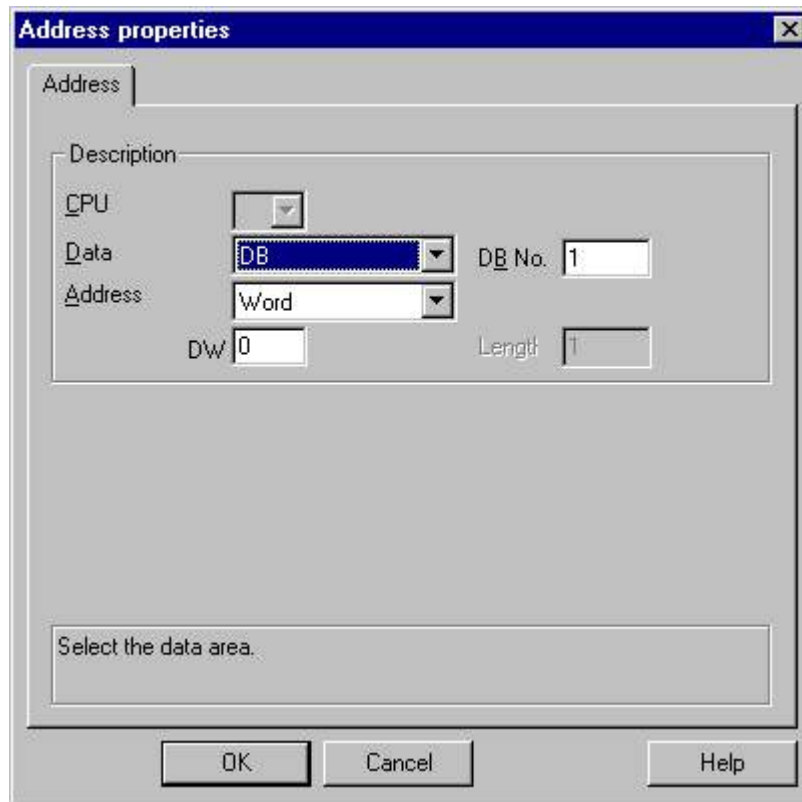 Address properties
Address
Description
CPU
Data DB DB No. 1
Address Word
DW 0 Lengtl 1
Select the data area.
OK Cancel Help